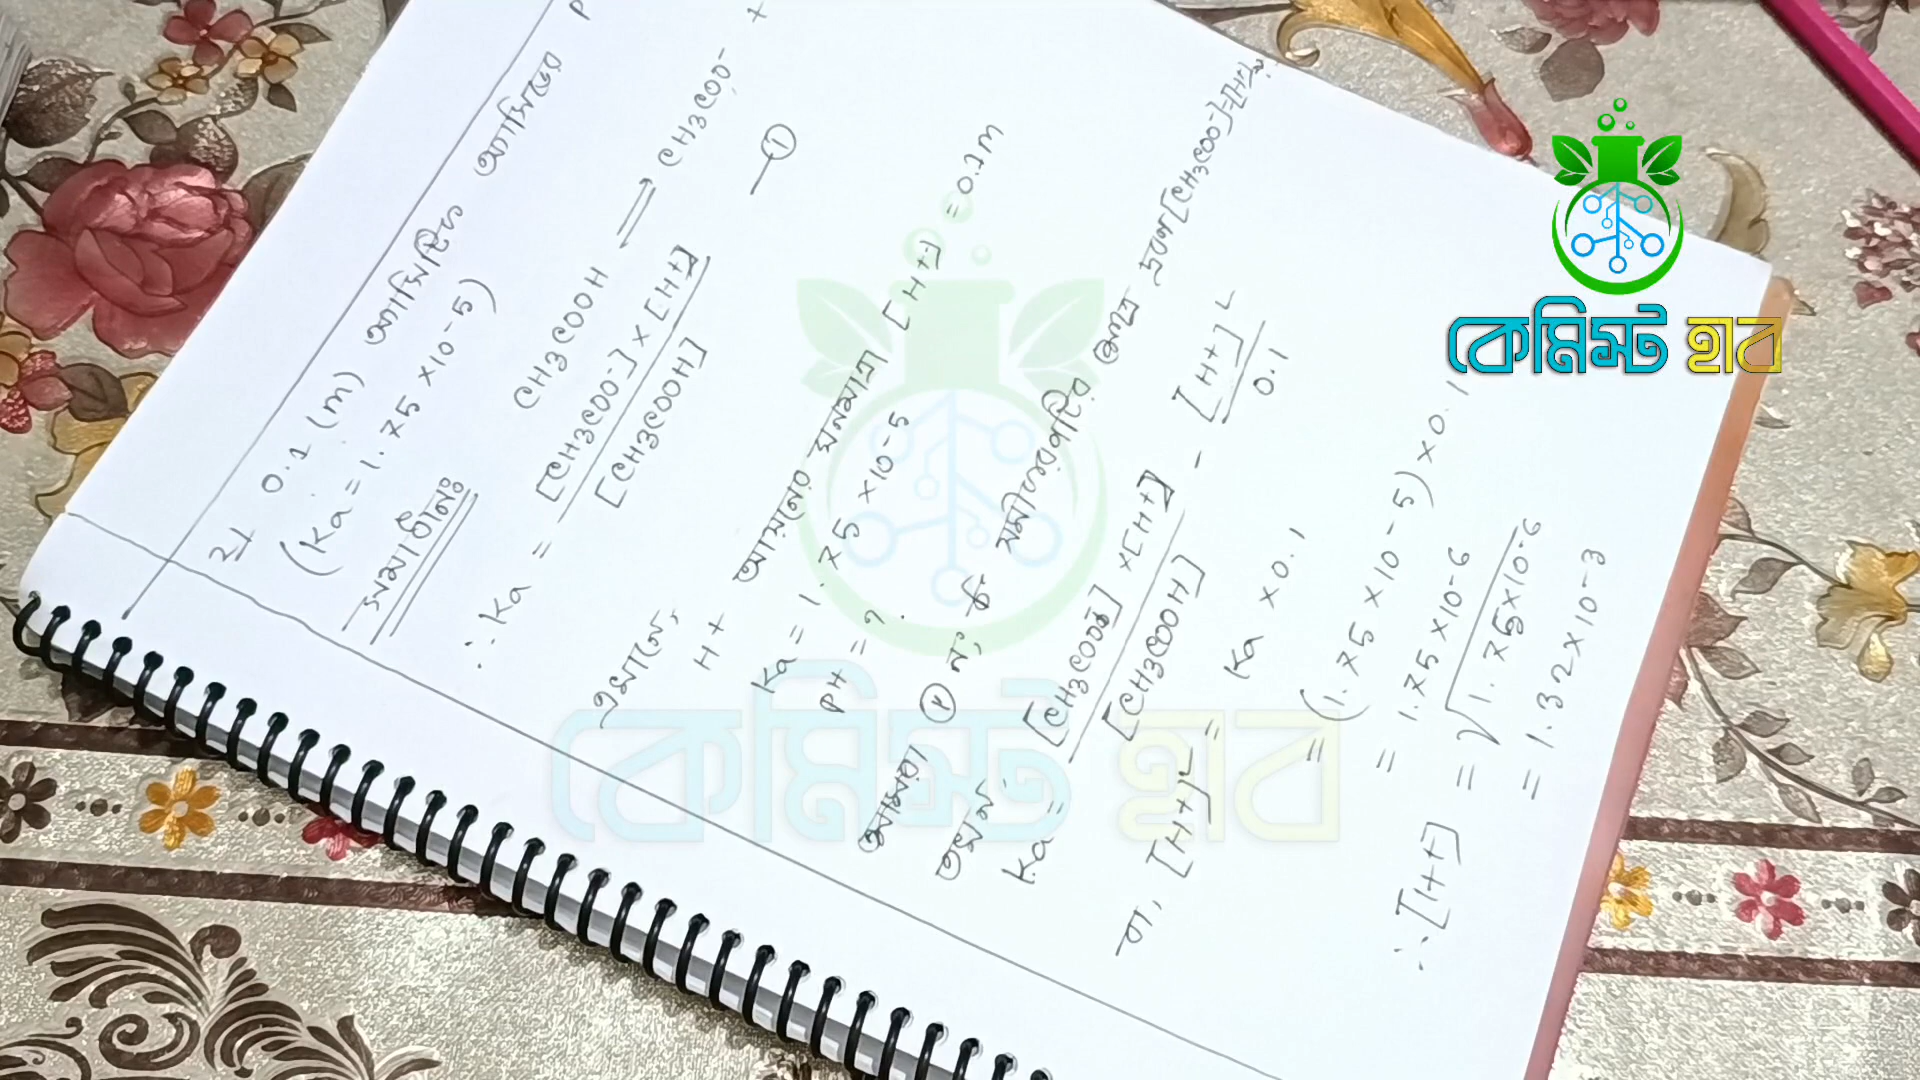 ২। 0.1 (m) অ্যাসিটিক অ্যাসিডের P
(Ka = 1.75 × 10-5)
সমাধানঃ
CH3COOH ⇌ CH3COO- +
∴ Ka = [CH3COO-] × [H+] / [CH3COOH] — ①
এখানে,
H+ আয়নের ঘনমাত্রা [H+] = 0.1 m
Ka = 1.75 × 10-5
PH = ?
আমরা ① নং সমীকরণটির ক্ষেত্রে [CH3COO-]=[H+]
এখন,
Ka = [CH3COO] × [H+] / [CH3COOH] - [H+]² / 0.1
বা, [H+]² = Ka × 0.1
= (1.75 × 10-5) × 0.1
= 1.75 × 10-6
∴ [H+] = √1.75×10-6
= 1.32 × 10-3
কেমিস্ট হাব
কেমিস্ট হাব